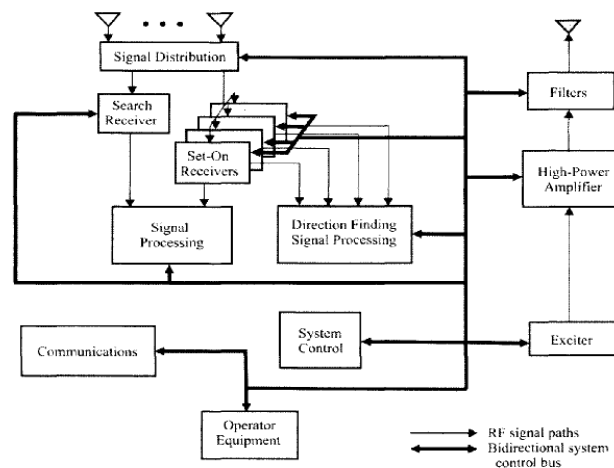 Signal Distribution
Filters
Search
Receiver
Set-On
Receivers
High-Power
Amplifier
Signal
Processing
Direction Finding
Signal Processing
System
Control
Exciter
Communications
Operator
Equipment
RF signal paths
Bidirectional system
control bus